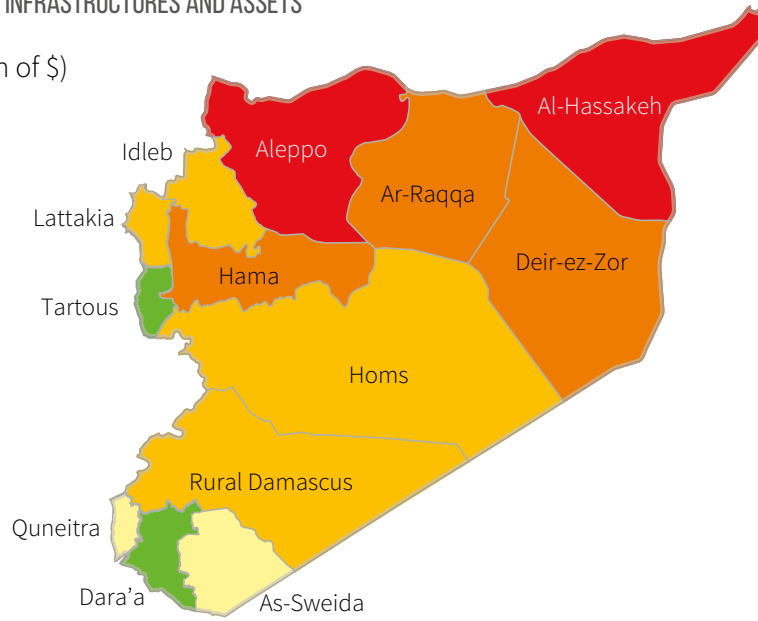 INFRASTRUCTURES AND ASSETS
of $)
Al-Hassakeh
Aleppo
Idleb
Ar-Raqqa
Lattakia
Deir-ez-Zor
Hama
Tartous
Homs
Rural Damascus
Quneitra
Dara’a
As-Sweida